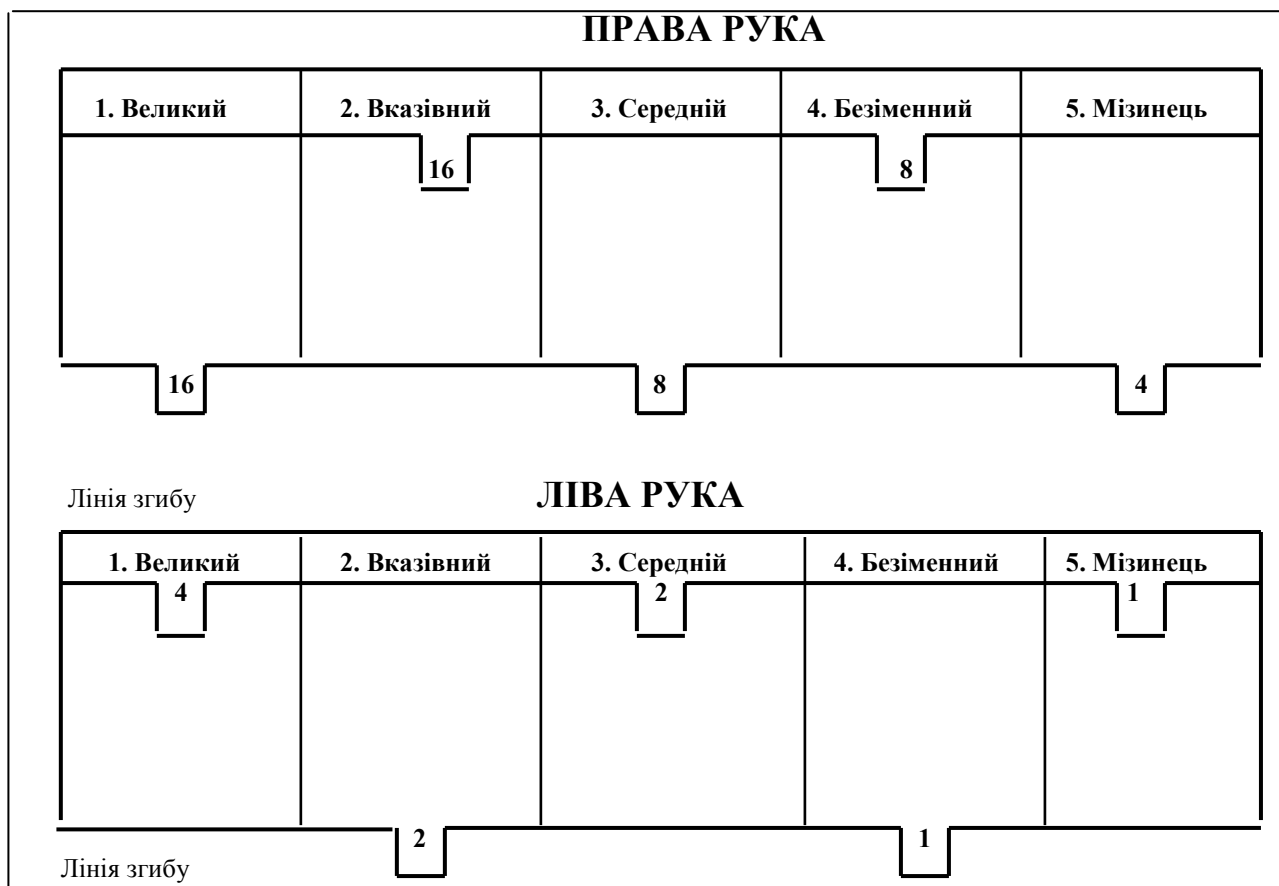 ПРАВА РУКА
1. Великий 2. Вказівний 3. Середній 4. Безіменний 5. Мізинець
16 8
16 8 4
Лінія згибу ЛІВА РУКА
1. Великий 2. Вказівний 3. Середній 4. Безіменний 5. Мізинець
4 2 1
2 1
Лінія згибу